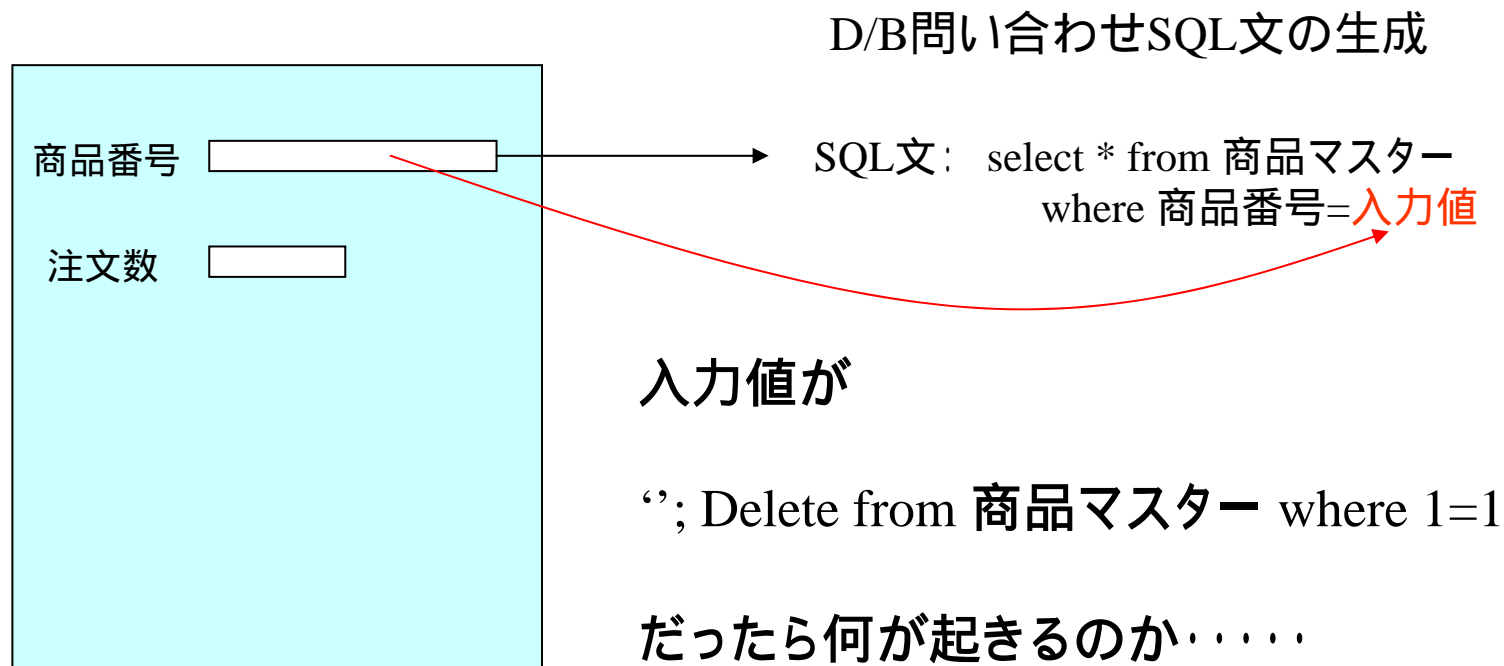 D/B問い合わせSQL文の生成
商品番号
SQL文： select * from 商品マスター
where 商品番号=入力値
注文数
入力値が
‘’; Delete from 商品マスター where 1=1
だったら何が起きるのか・・・・・